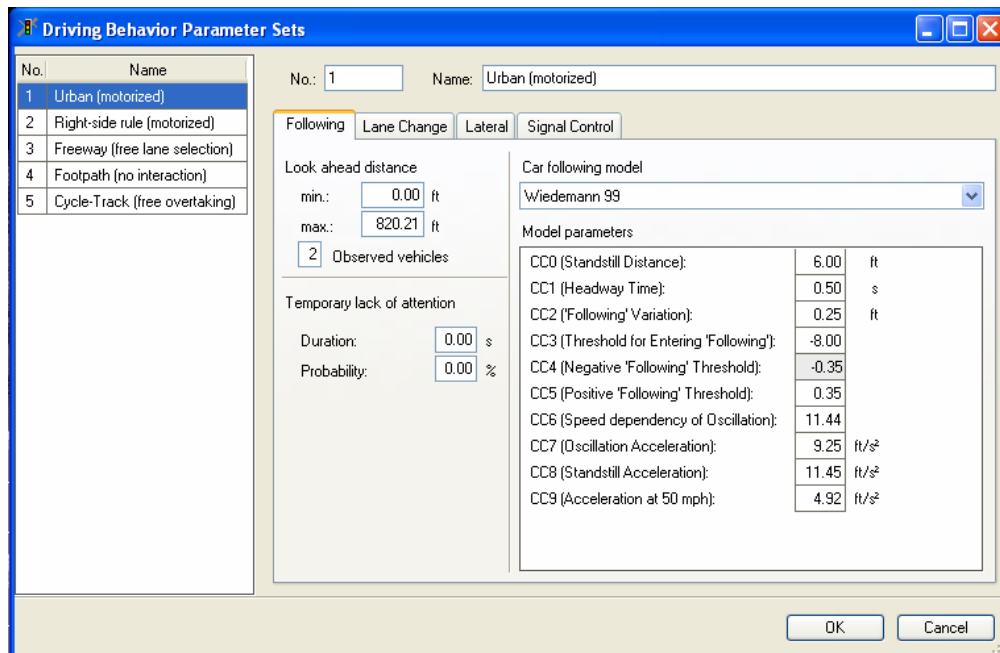 Driving Behavior Parameter Sets
No. Name
1 Urban (motorized)
2 Right-side rule (motorized)
3 Freeway (free lane selection)
4 Footpath (no interaction)
5 Cycle-Track (free overtaking)
No.: 1 Name: Urban (motorized)
Following Lane Change Lateral Signal Control
Look ahead distance
min.: 0.00 ft
max.: 820.21 ft
2 Observed vehicles
Temporary lack of attention
Duration: 0.00 s
Probability: 0.00 %
Car following model
Wiedemann 99
Model parameters
CC0 (Standstill Distance): 6.00 ft
CC1 (Headway Time): 0.50 s
CC2 ('Following' Variation): 0.25 ft
CC3 (Threshold for Entering 'Following'): -8.00
CC4 (Negative 'Following' Threshold): -0.35
CC5 (Positive 'Following' Threshold): 0.35
CC6 (Speed dependency of Oscillation): 11.44
CC7 (Oscillation Acceleration): 9.25 ft/s²
CC8 (Standstill Acceleration): 11.45 ft/s²
CC9 (Acceleration at 50 mph): 4.92 ft/s²
OK Cancel